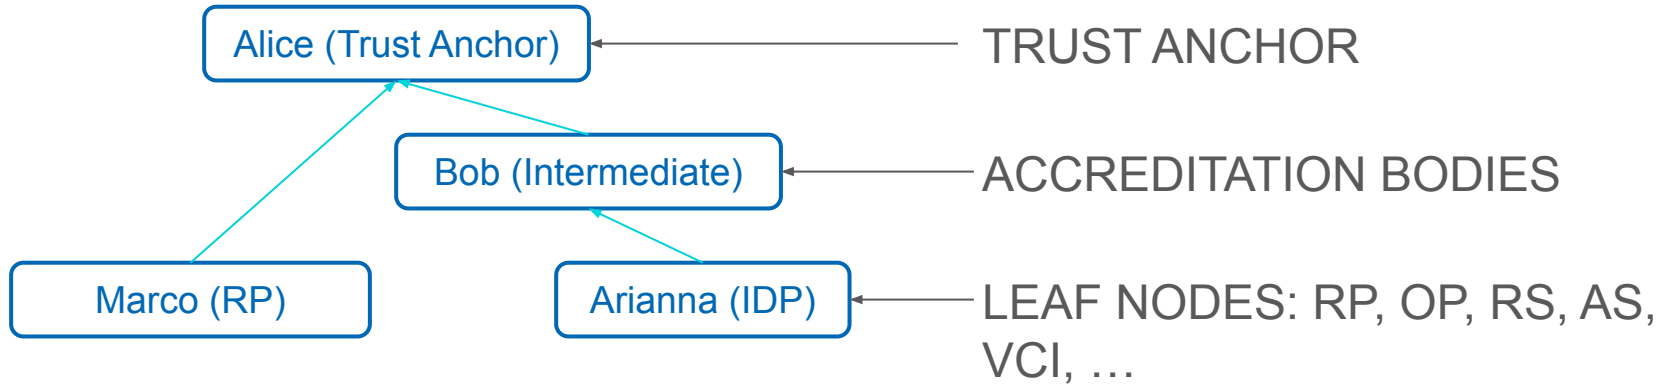 Alice (Trust Anchor)
TRUST ANCHOR
Bob (Intermediate)
ACCREDITATION BODIES
Marco (RP)
Arianna (IDP)
LEAF NODES: RP, OP, RS, AS,
VCI, …